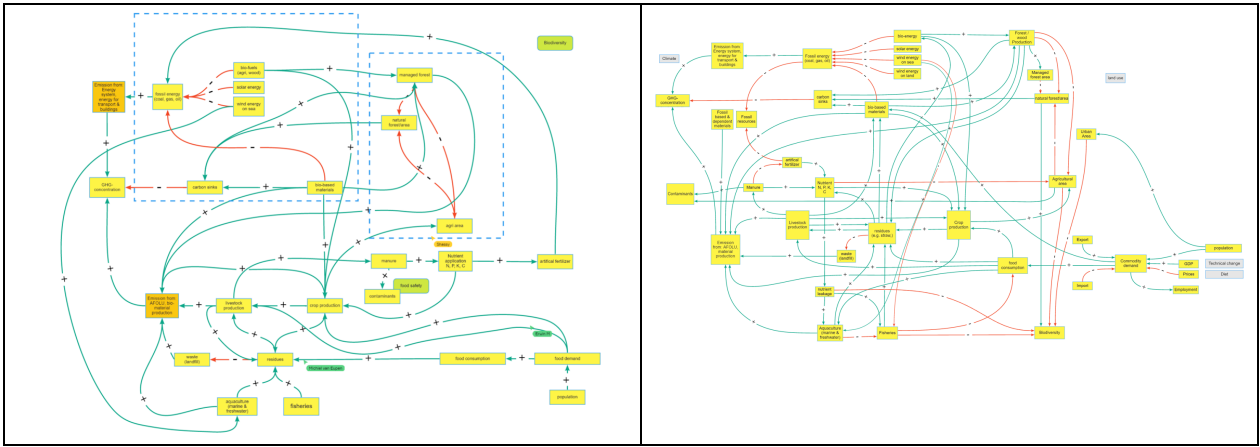 Biodiversity
bio-fuels
(agri, wood)
solar energy
wind energy
on sea
managed forest
Emission from
Energy
system,
energy for
transport &
buildings
fossil energy
(coal, gas, oil)
natural
forestarea
GHG-
concentration
carbon sinks
bio-based
materials
agri area
manure
Nutrient
application
N, P, K, C
artificial fertilizer
food safety
contaminants
Emission from
AFOLU, bio-
material
production
livestock
production
crop production
waste
(landfill)
residues
food consumption
food demand
population
aquaculture
(marine &
freshwater)
fisheries
bio-energy
solar energy
wind energy
on sea
wind energy
on land
Forest /
wood
Production
Climate
Emission from
Energy system,
energy for
transport &
buildings
Fossil energy
(coal, gas, oil)
Managed
forest area
land use
GHG-
concentration
carbon
sinks
natural forestarea
bio-based
materials
Fossil
based &
dependent
materials
Fossil
resources
Urban
Area
artificial
fertilizer
Contaminants
Manure
Nutrient
N, P, K,
C
Agricultural
area
Livestock
production
residues
(e.g. straw,)
Crop
production
Emission
from: AFOLU,
material
production
waste
(landfill)
food
consumption
Export
Commodity
demand
population
GDP
Technical change
Prices
Diet
Import
Employment
nutrient
leakage
Aquaculture
(marine &
freshwater)
Fisheries
Biodiversity